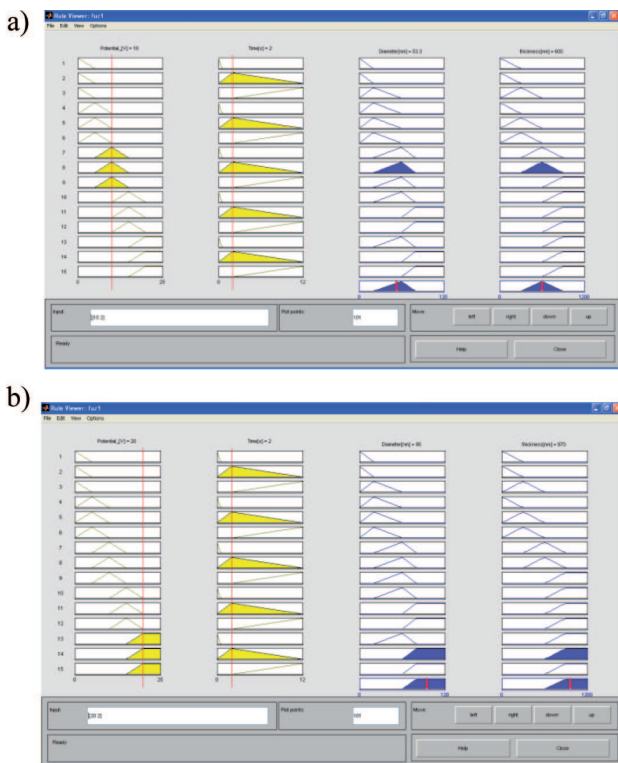 a)
Rule Viewer: fuz1
File Edit View Options
Potential_[V] = 10
Time[s] = 2
Diameter[nm] = 53.3
thickness[nm] = 600
1
2
3
4
5
6
7
8
9
10
11
12
13
14
15
0 20
0 12
0 120
0 1200
Input: [10 2]
Plot points: 101
Move: left right down up
Ready
Help Close
b)
Rule Viewer: fuz1
File Edit View Options
Potential_[V] = 20
Time[s] = 2
Diameter[nm] = 95
thickness[nm] = 970
1
2
3
4
5
6
7
8
9
10
11
12
13
14
15
0 20
0 12
0 120
0 1200
Input: [20 2]
Plot points: 101
Move: left right down up
Ready
Help Close